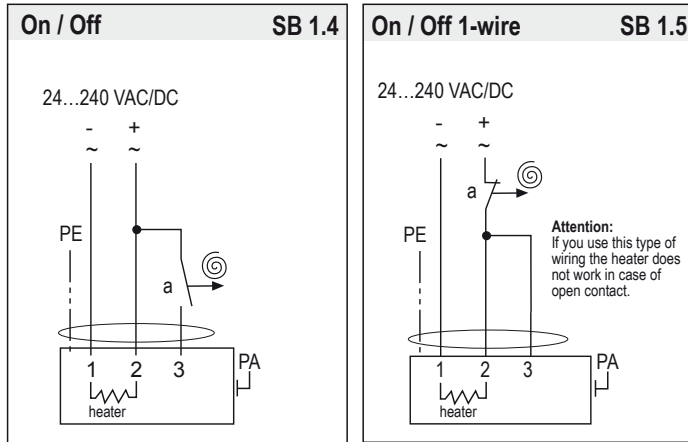 On / Off SB 1.4
24...240 VAC/DC
- +
~ ~
PE
a
1 2 3
PA
heater
On / Off 1-wire SB 1.5
24...240 VAC/DC
- +
~ ~
a
PE
Attention:
If you use this type of
wiring the heater does
not work in case of
open contact.
1 2 3
PA
heater